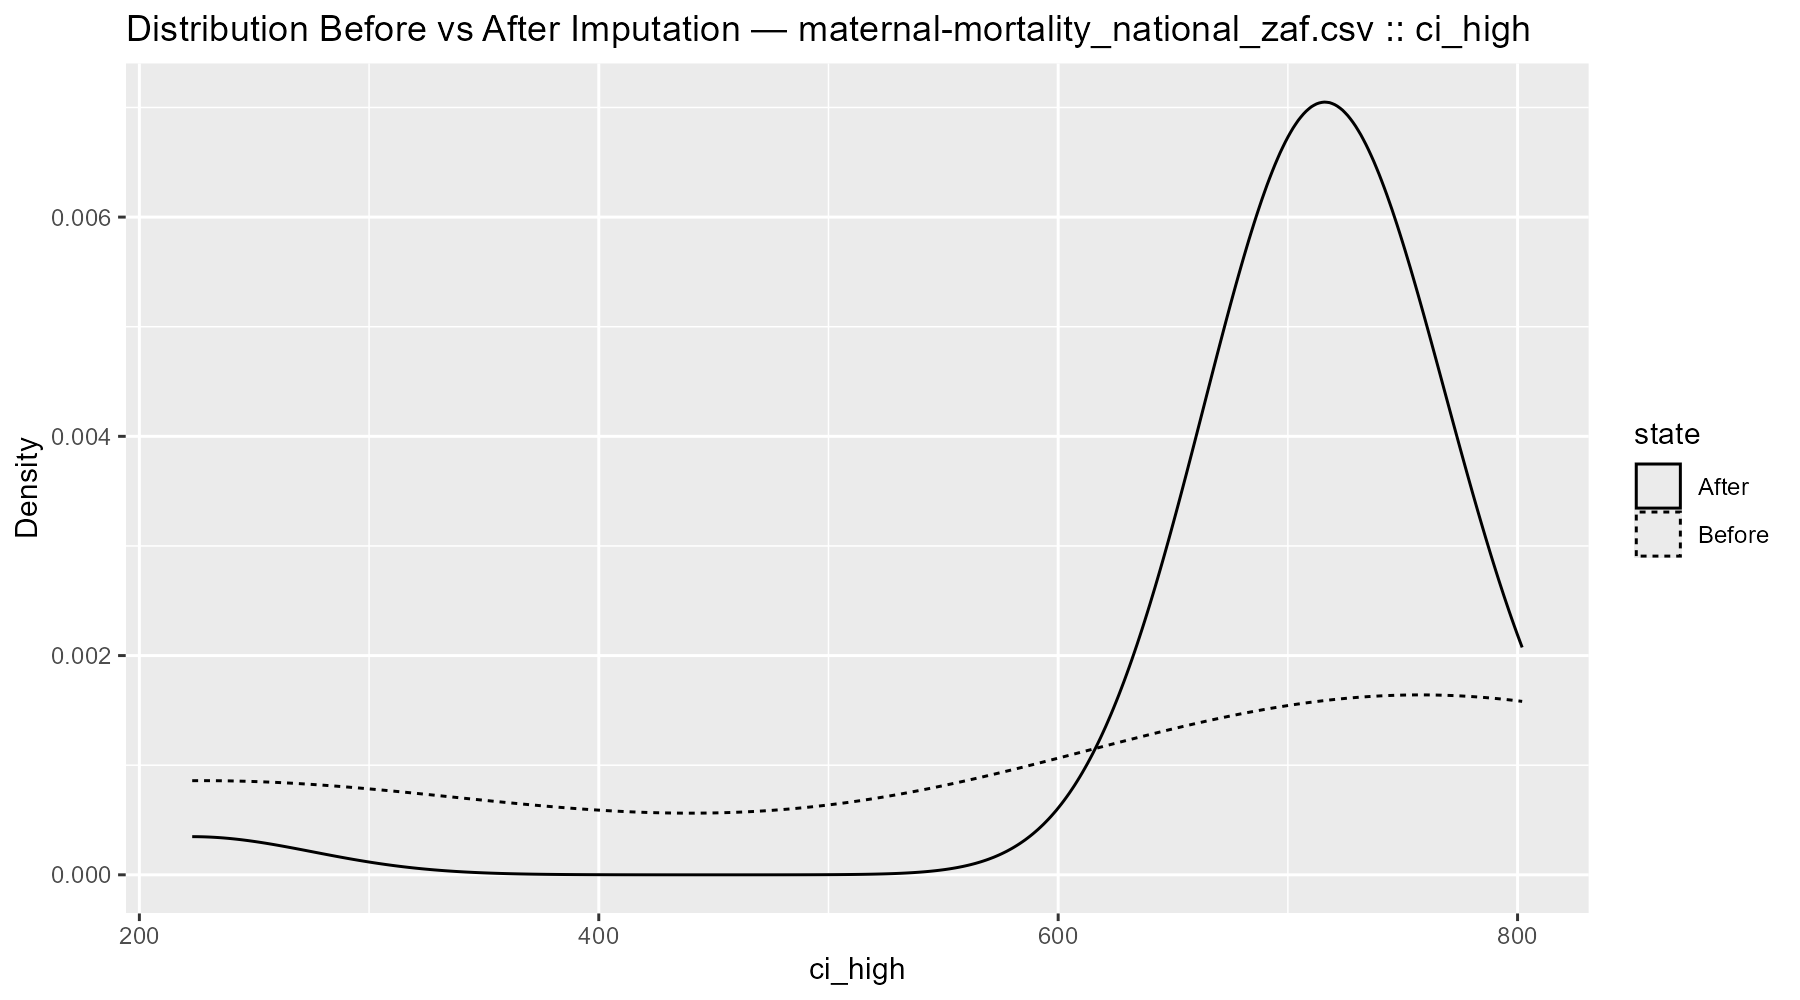 Distribution Before vs After Imputation — maternal-mortality_national_zaf.csv :: ci_high
Density
0.006
0.004
0.002
0.000
200
400
600
800
ci_high
state
After
Before